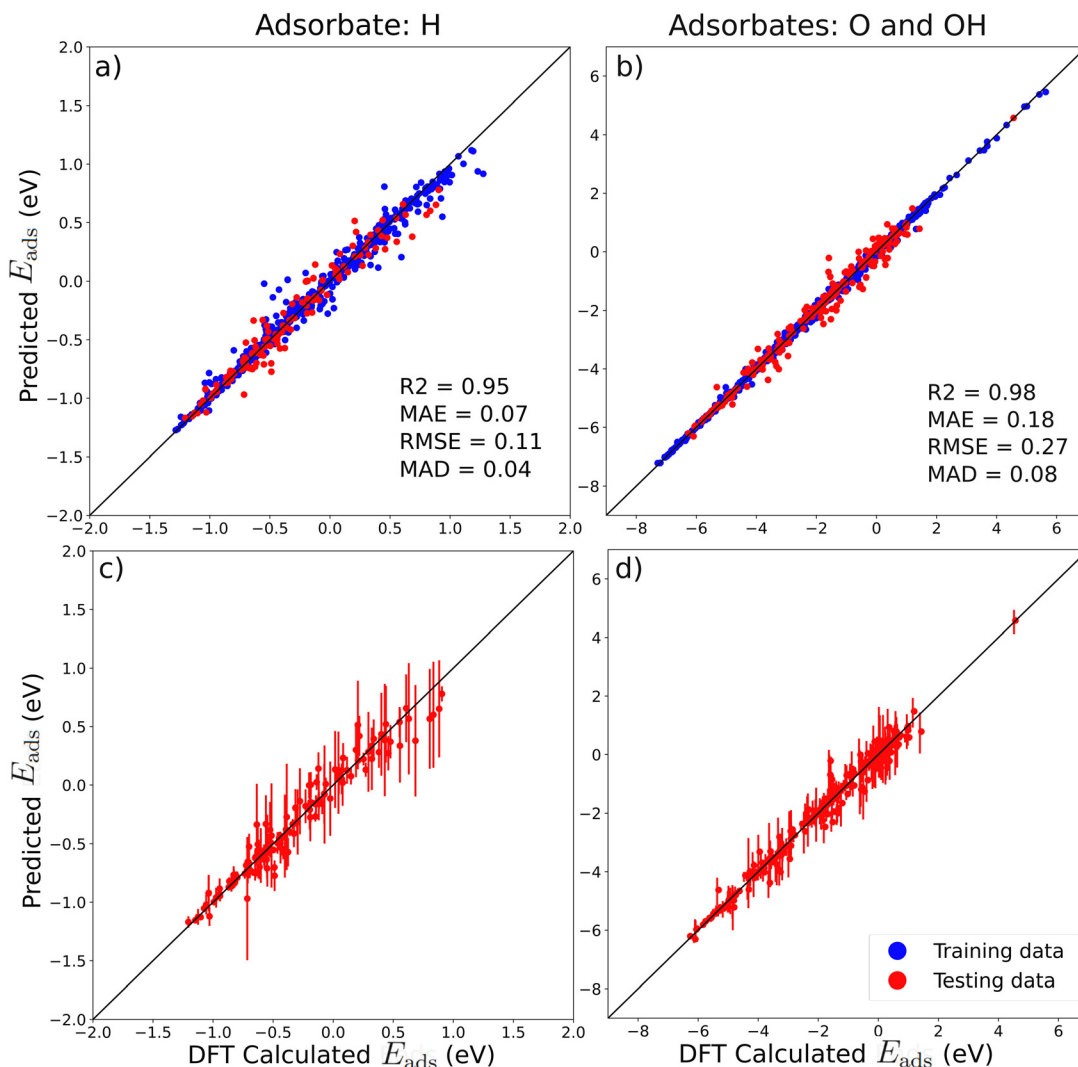 Adsorbate: H
Adsorbates: O and OH
a)
2.0
1.5
1.0
0.5
0.0
−0.5
−1.0
−1.5
−2.0
Predicted E_ads (eV)
R2 = 0.95
MAE = 0.07
RMSE = 0.11
MAD = 0.04
−2.0 −1.5 −1.0 −0.5 0.0 0.5 1.0 1.5 2.0
b)
6
4
2
0
−2
−4
−6
−8
R2 = 0.98
MAE = 0.18
RMSE = 0.27
MAD = 0.08
−8 −6 −4 −2 0 2 4 6
c)
2.0
1.5
1.0
0.5
0.0
−0.5
−1.0
−1.5
−2.0
Predicted E_ads (eV)
−2.0 −1.5 −1.0 −0.5 0.0 0.5 1.0 1.5 2.0
DFT Calculated E_ads (eV)
d)
6
4
2
0
−2
−4
−6
−8
Training data
Testing data
−8 −6 −4 −2 0 2 4 6
DFT Calculated E_ads (eV)